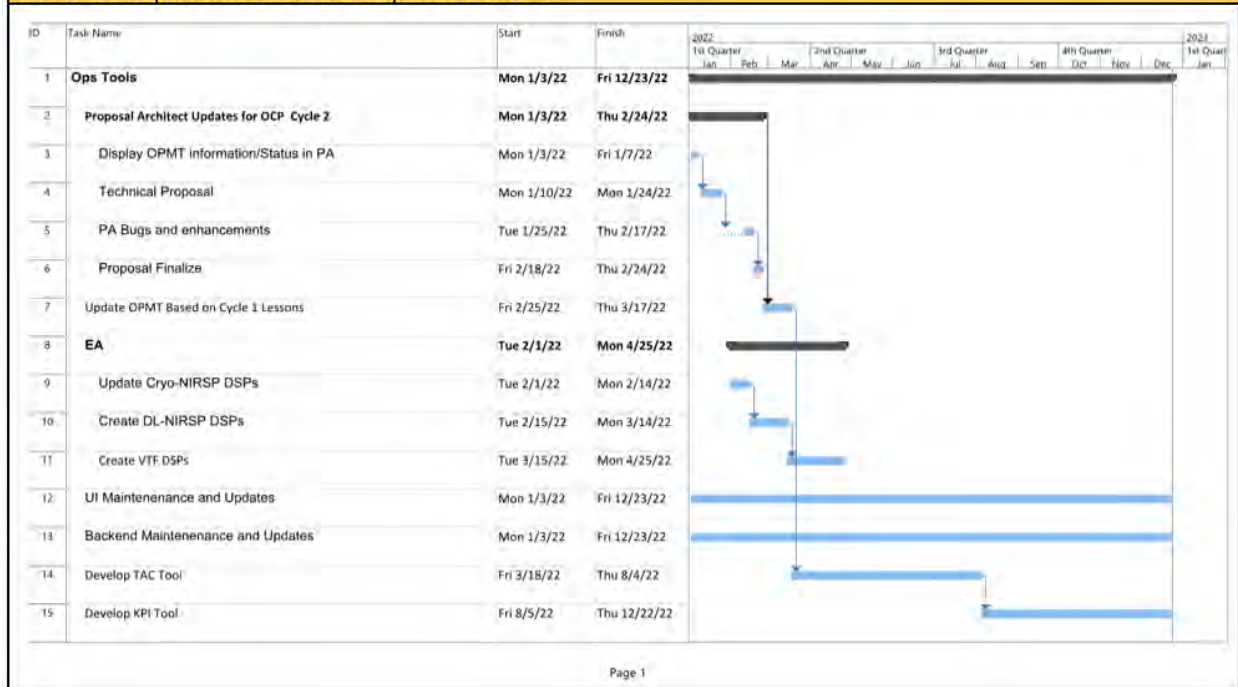 ID Task Name Start Finish 2022 2023
1st Quarter 2nd Quarter 3rd Quarter 4th Quarter 1st Quart
Jan Feb Mar Apr May Jun Jul Aug Sep Oct Nov Dec Jan
1 Ops Tools Mon 1/3/22 Fri 12/23/22
2 Proposal Architect Updates for OCP Cycle 2 Mon 1/3/22 Thu 2/24/22
3 Display OPMT information/Status in PA Mon 1/3/22 Fri 1/7/22
4 Technical Proposal Mon 1/10/22 Mon 1/24/22
5 PA Bugs and enhancements Tue 1/25/22 Thu 2/17/22
6 Proposal Finalize Fri 2/18/22 Thu 2/24/22
7 Update OPMT Based on Cycle 1 Lessons Fri 2/25/22 Thu 3/17/22
8 EA Tue 2/1/22 Mon 4/25/22
9 Update Cryo-NIRSP DSPs Tue 2/1/22 Mon 2/14/22
10 Create DL-NIRSP DSPs Tue 2/15/22 Mon 3/14/22
11 Create VTF DSPs Tue 3/15/22 Mon 4/25/22
12 UI Maintenenance and Updates Mon 1/3/22 Fri 12/23/22
13 Backend Maintenenance and Updates Mon 1/3/22 Fri 12/23/22
14 Develop TAC Tool Fri 3/18/22 Thu 8/4/22
15 Develop KPI Tool Fri 8/5/22 Thu 12/22/22
Page 1